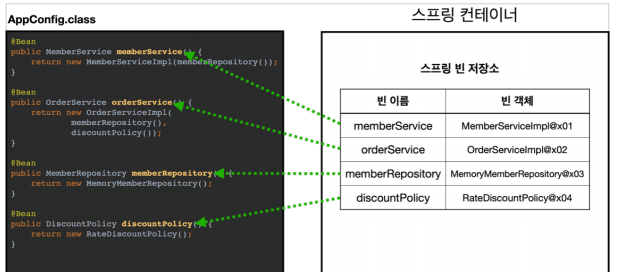 AppConfig.class
@Bean
public MemberService memberService() {
return new MemberServiceImpl(memberRepository());
}
@Bean
public OrderService orderService() {
return new OrderServiceImpl(
memberRepository(),
discountPolicy());
}
@Bean
public MemberRepository memberRepository() {
return new MemoryMemberRepository();
}
@Bean
public DiscountPolicy discountPolicy() {
return new RateDiscountPolicy();
}
스프링 컨테이너
스프링 빈 저장소
빈 이름 빈 객체
memberService MemberServiceImpl@x01
orderService OrderServiceImpl@x02
memberRepository MemoryMemberRepository@x03
discountPolicy RateDiscountPolicy@x04